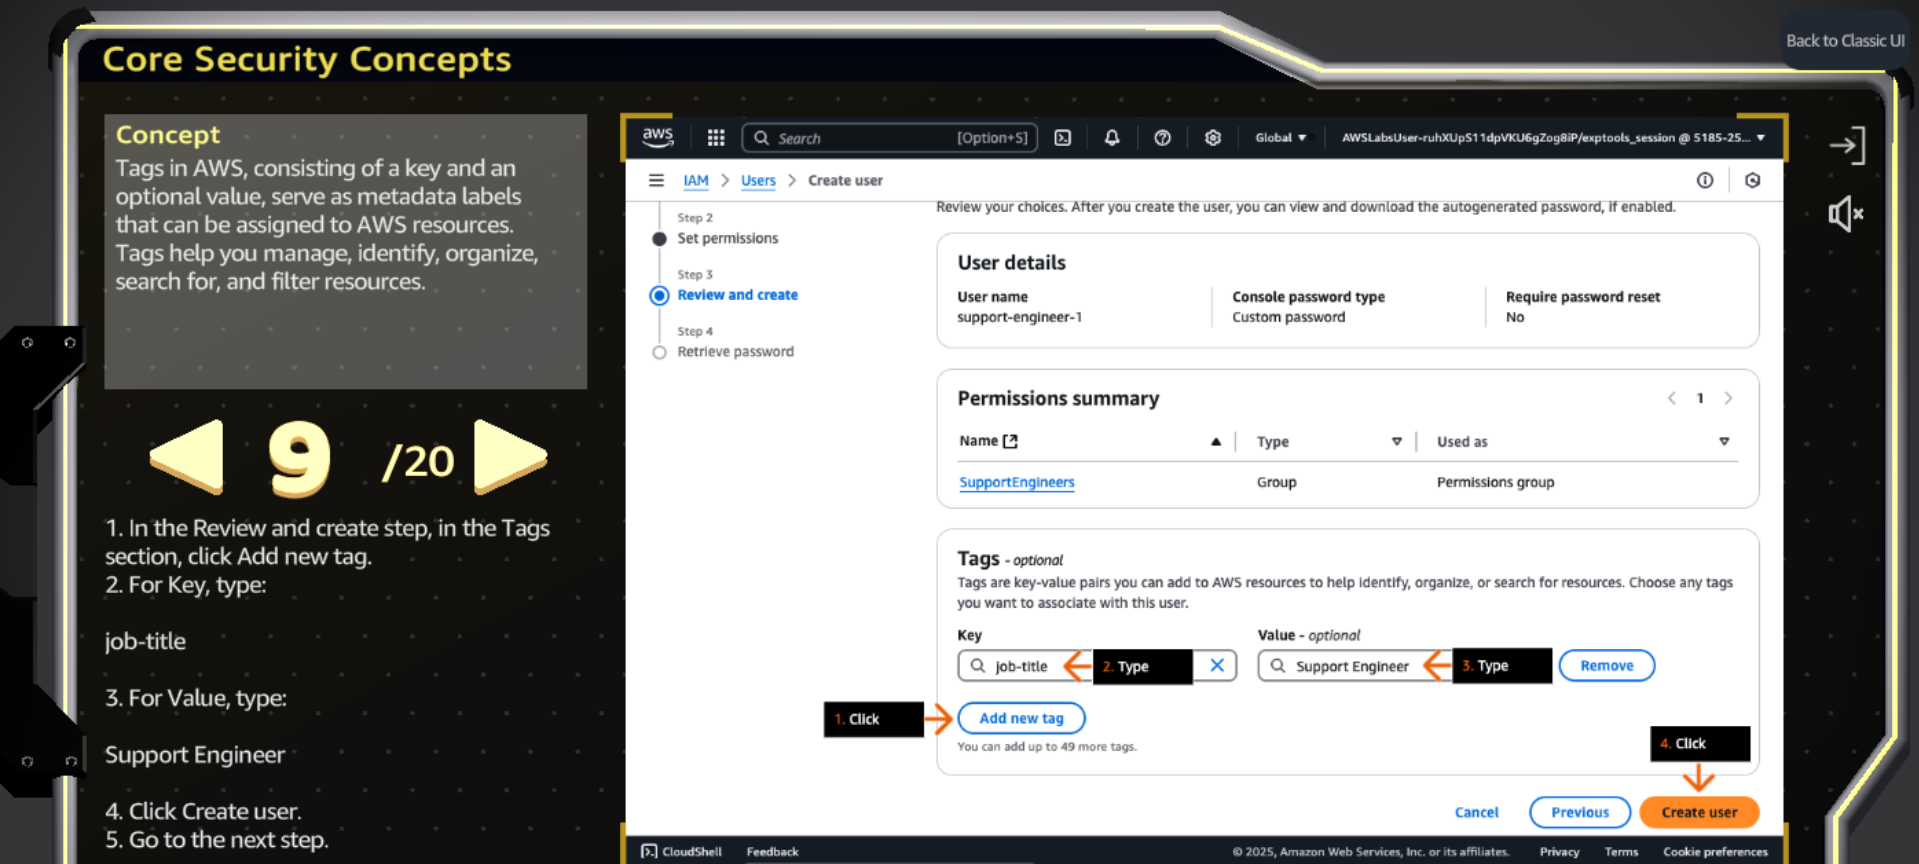 Back to Classic UI
Core Security Concepts
Concept
Tags in AWS, consisting of a key and an
optional value, serve as metadata labels
that can be assigned to AWS resources.
Tags help you manage, identify, organize,
search for, and filter resources.
9 /20
1. In the Review and create step, in the Tags
section, click Add new tag.
2. For Key, type:
job-title
3. For Value, type:
Support Engineer
4. Click Create user.
5. Go to the next step.
aws Search [Option+S] Global AWSLabsUser-ruhXUpS11dpVKU6gZog8iP/exptools_session @ 5185-25...
IAM > Users > Create user
Step 2
Set permissions
Step 3
Review and create
Step 4
Retrieve password
Review your choices. After you create the user, you can view and download the autogenerated password, if enabled.
User details
User name Console password type Require password reset
support-engineer-1 Custom password No
Permissions summary < 1 >
Name Type Used as
SupportEngineers Group Permissions group
Tags - optional
Tags are key-value pairs you can add to AWS resources to help identify, organize, or search for resources. Choose any tags
you want to associate with this user.
Key Value - optional
job-title 2. Type Support Engineer 3. Type Remove
1. Click Add new tag
You can add up to 49 more tags.
4. Click
Cancel Previous Create user
CloudShell Feedback © 2025, Amazon Web Services, Inc. or its affiliates. Privacy Terms Cookie preferences